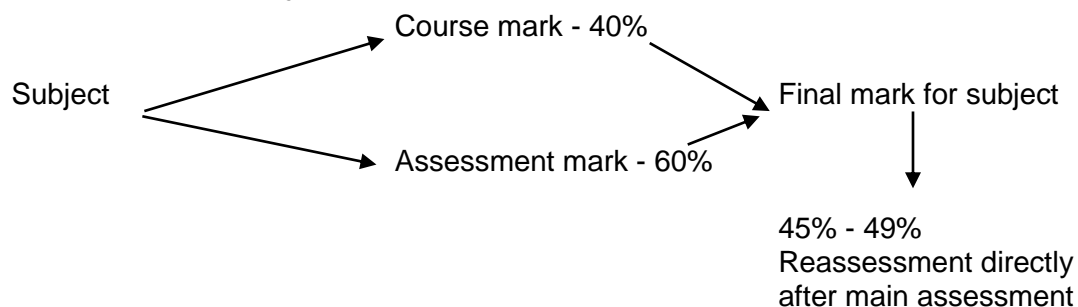 Course mark - 40%
Subject
Final mark for subject
Assessment mark - 60%
45% - 49%
Reassessment directly
after main assessment